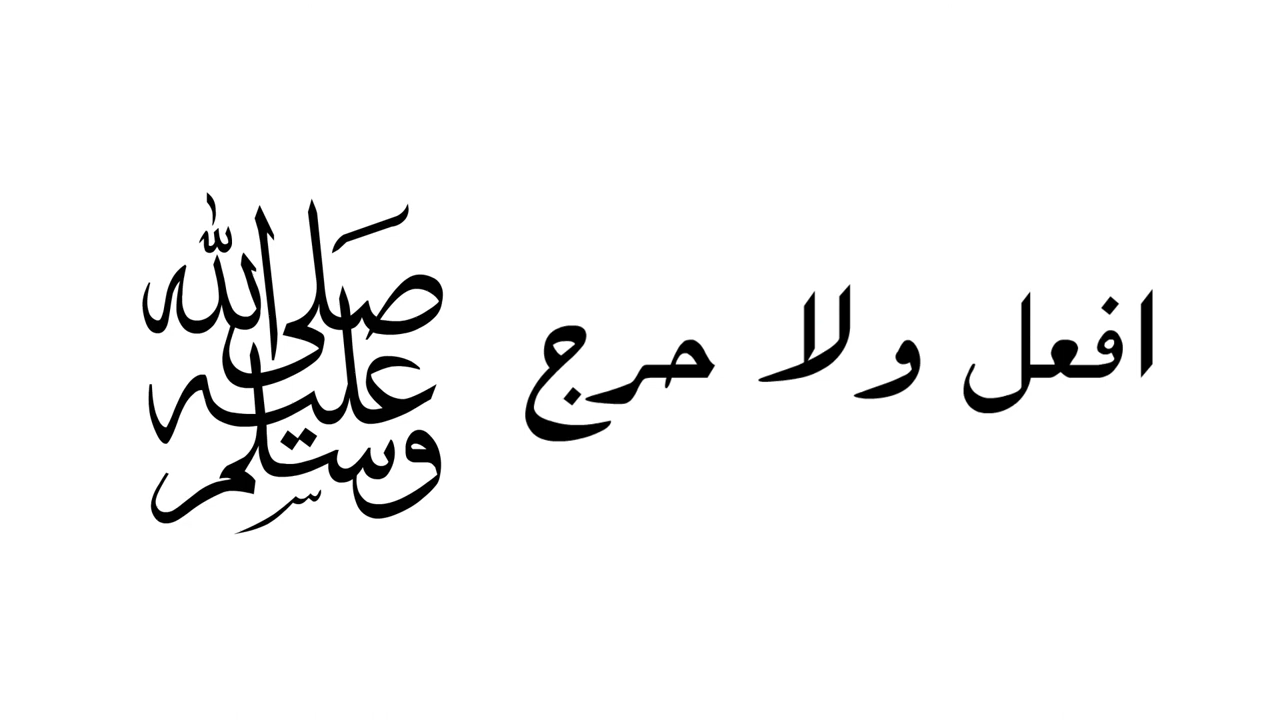 افعل ولا حرج
صلى الله
عليه
وسلم